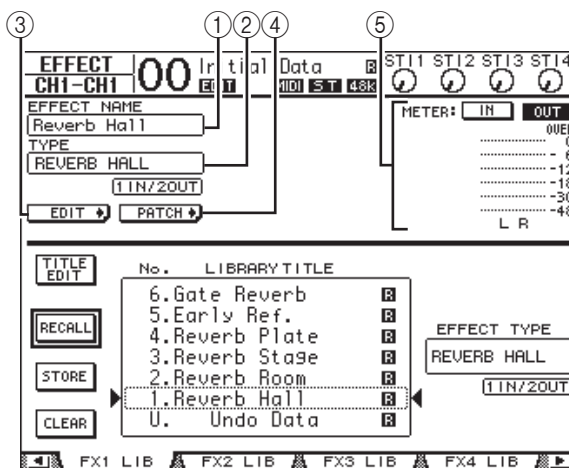 ③ ① ② ④ ⑤
EFFECT 00 Initial Data R ST11 ST12 ST13 ST14
CH1-CH1 EDIT MIDI ST 48k
EFFECT NAME
Reverb Hall
METER: IN OUT
TYPE
REVERB HALL
1IN/2OUT
EDIT PATCH
OVER
0
- 6
-12
-18
-30
-48
L R
TITLE EDIT
No. LIBRARY TITLE
6.Gate Reverb R
5.Early Ref. R
RECALL
4.Reverb Plate R
EFFECT TYPE
3.Reverb Stage R
REVERB HALL
STORE
2.Reverb Room R
1IN/2OUT
1.Reverb Hall R
CLEAR
U. Undo Data R
FX1 LIB FX2 LIB FX3 LIB FX4 LIB